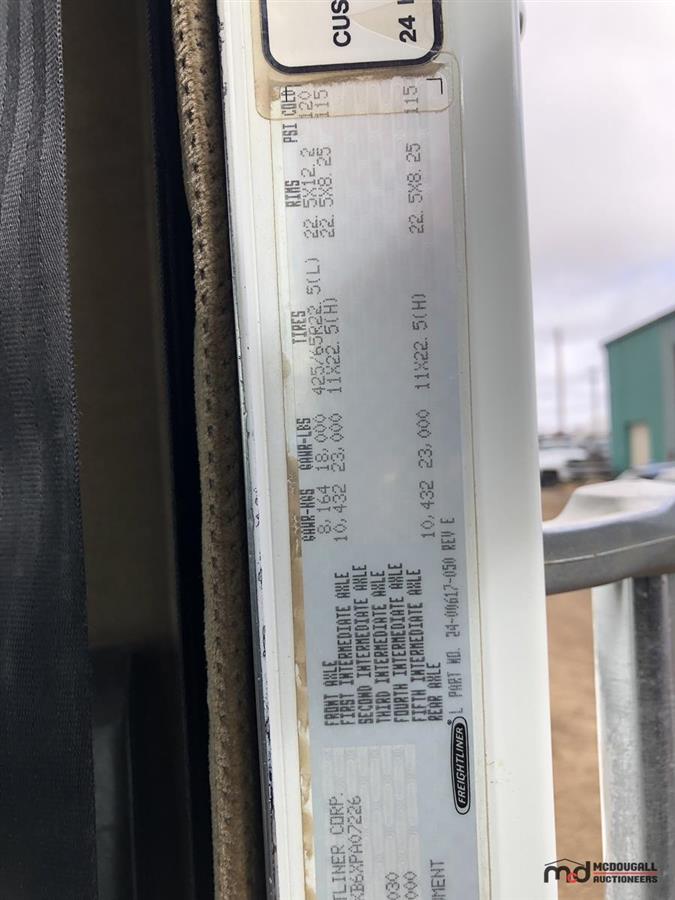 CUS
24
GAWR-KGS GAWR-LBS TIRES RIMS PSI COLD
FRONT AXLE 8,164 18,000 425/65R22.5(L) 22.5X12.2 120
FIRST INTERMEDIATE AXLE 10,432 23,000 11X22.5(H) 22.5X8.25 115
SECOND INTERMEDIATE AXLE
THIRD INTERMEDIATE AXLE
FOURTH INTERMEDIATE AXLE
FIFTH INTERMEDIATE AXLE
REAR AXLE 10,432 23,000 11X22.5(H) 22.5X8.25 115
TLINER CORP.
XB6XPA07226
030
000
MENT
FREIGHTLINER®
L PART NO. 24-00617-050 REV E
md MCDOUGALL
AUCTIONEERS